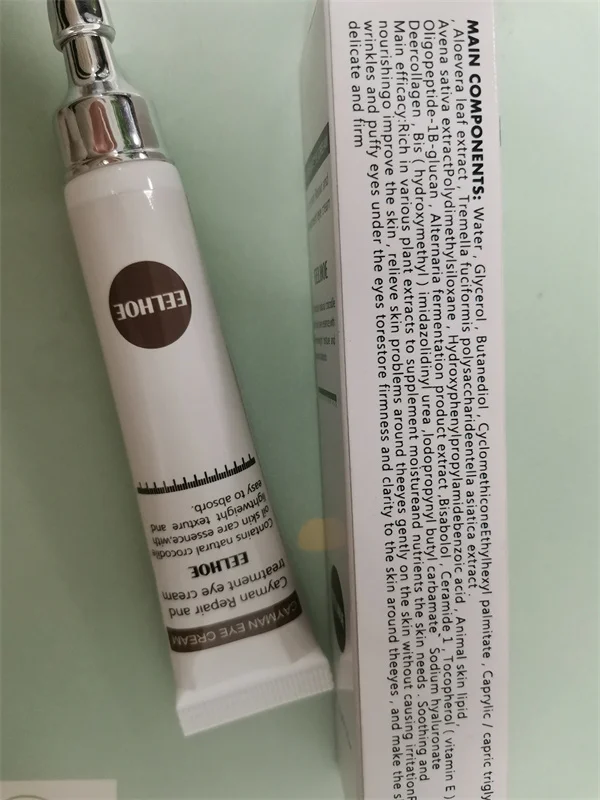 MAIN COMPONENTS: Water , Glycerol , Butanediol , CyclomethiconeEthylhexyl palmitate , Caprylic / capric trigly
, Aloevera leaf extract , Tremella fuciformis polysaccharideentella asiatica extract .
Avena sativa extractPolydimethylsiloxane , Hydroxyphenylpropylamidebenzoic acid , Animal skin lipid ,
Oligopeptide-1B-glucan , Alternaria fermentation product extract ,Bisabolol , Ceramide 1 , Tocopherol ( vitamin E )
Deercollagen , Bis ( hydroxymethyl ) imidazolidinyl urea ,Iodopropynyl butyl carbamate , Sodium hyaluronate
Main efficacy:Rich in various plant extracts to supplement moistureand nutrients the skin needs . Soothing and
nourishingo improve the skin , relieve skin problems around theeyes gently on the skin without causing irritation
wrinkles and puffy eyes under the eyes torestore firmness and clarity to the skin around theeyes , and make the s
delicate and firm
EELHOE
CAYMAN EYE CREAM
Cayman Repair and
treatment eye cream
EELHOE
Contains natural crocodile
oil skin care essence,with
lightweight texture and
easy to absorb.
EELHOE